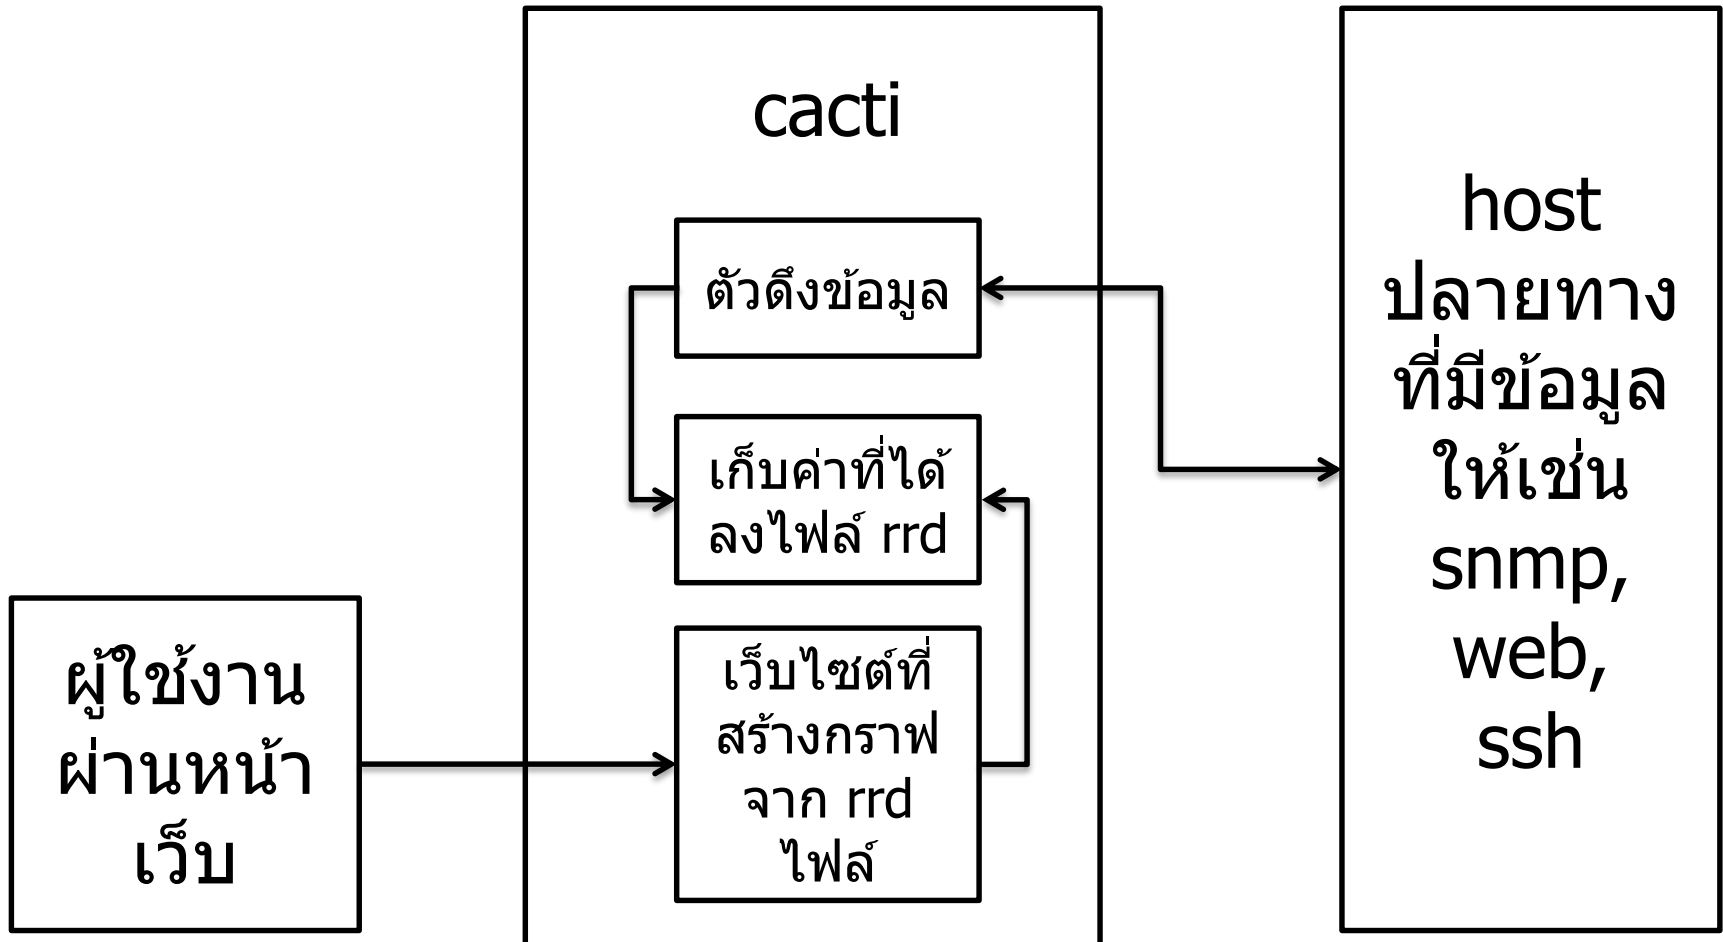 cacti
ตัวดึงข้อมูล
เก็บค่าที่ได้
ลงไฟล์ rrd
เว็บไซต์ที่
สร้างกราฟ
จาก rrd
ไฟล์
ผู้ใช้งาน
ผ่านหน้า
เว็บ
host
ปลายทาง
ที่มีข้อมูล
ให้เช่น
snmp,
web,
ssh